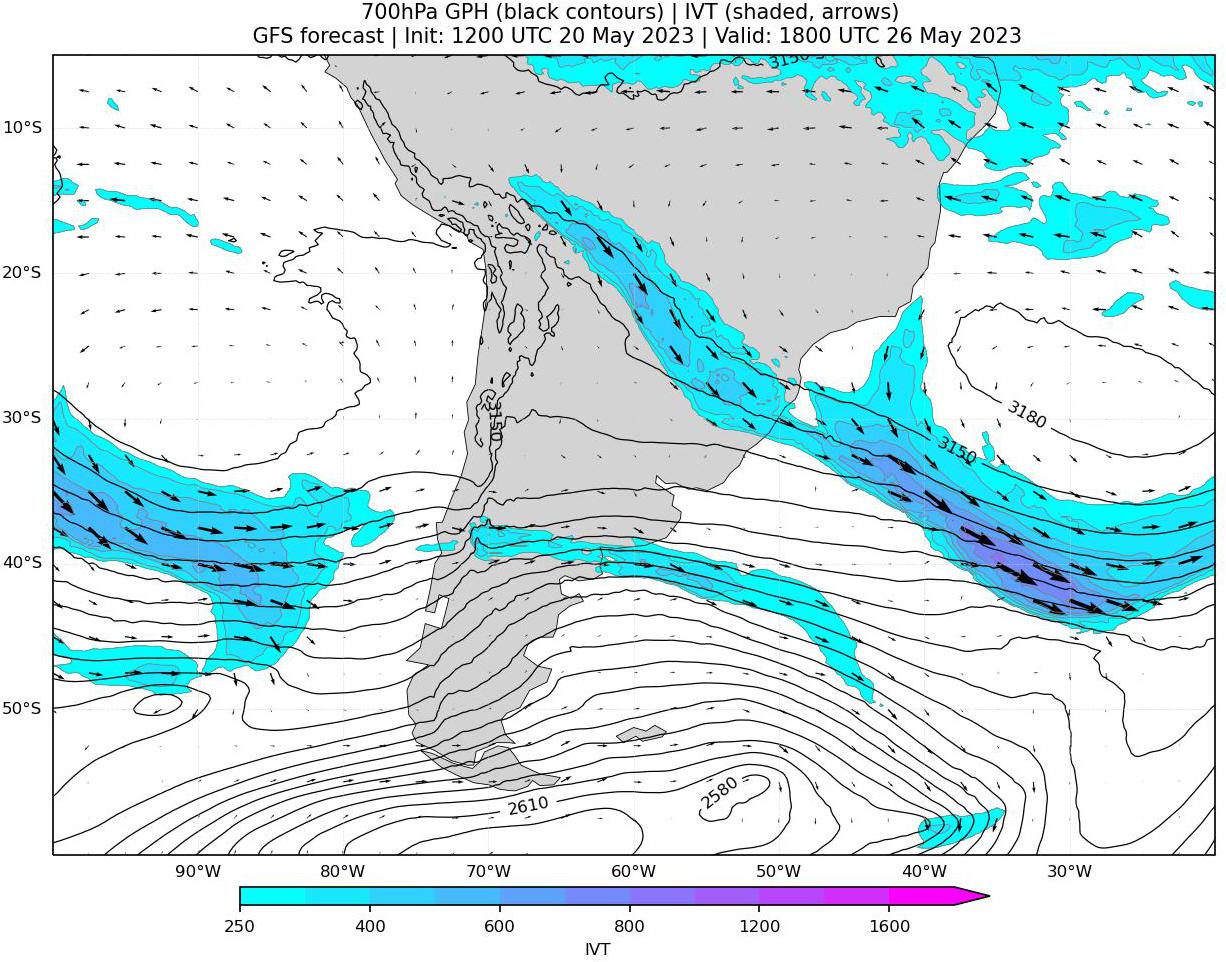 700hPa GPH (black contours) | IVT (shaded, arrows)
GFS forecast | Init: 1200 UTC 20 May 2023 | Valid: 1800 UTC 26 May 2023
3150
10°S
20°S
30°S
40°S
50°S
3150
3180
3150
2610
2580
90°W 80°W 70°W 60°W 50°W 40°W 30°W
250 400 600 800 1200 1600
IVT